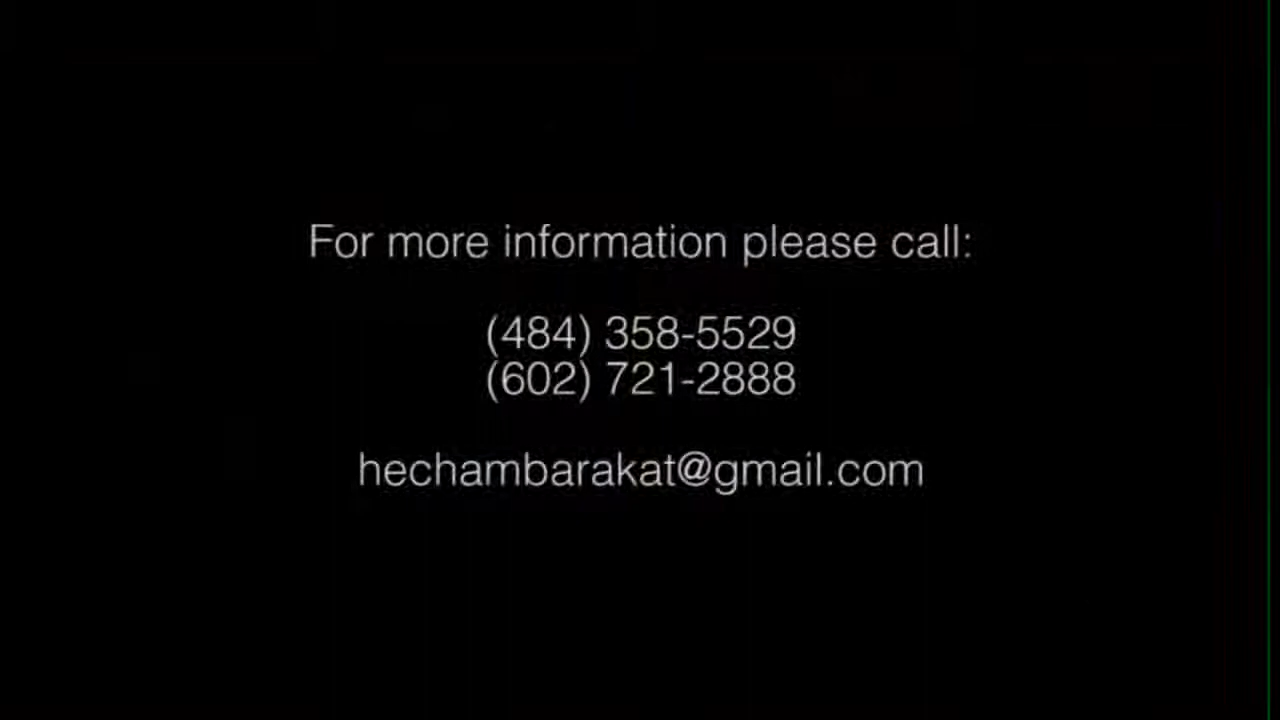 For more information please call:
(484) 358-5529
(602) 721-2888
hechambarakat@gmail.com